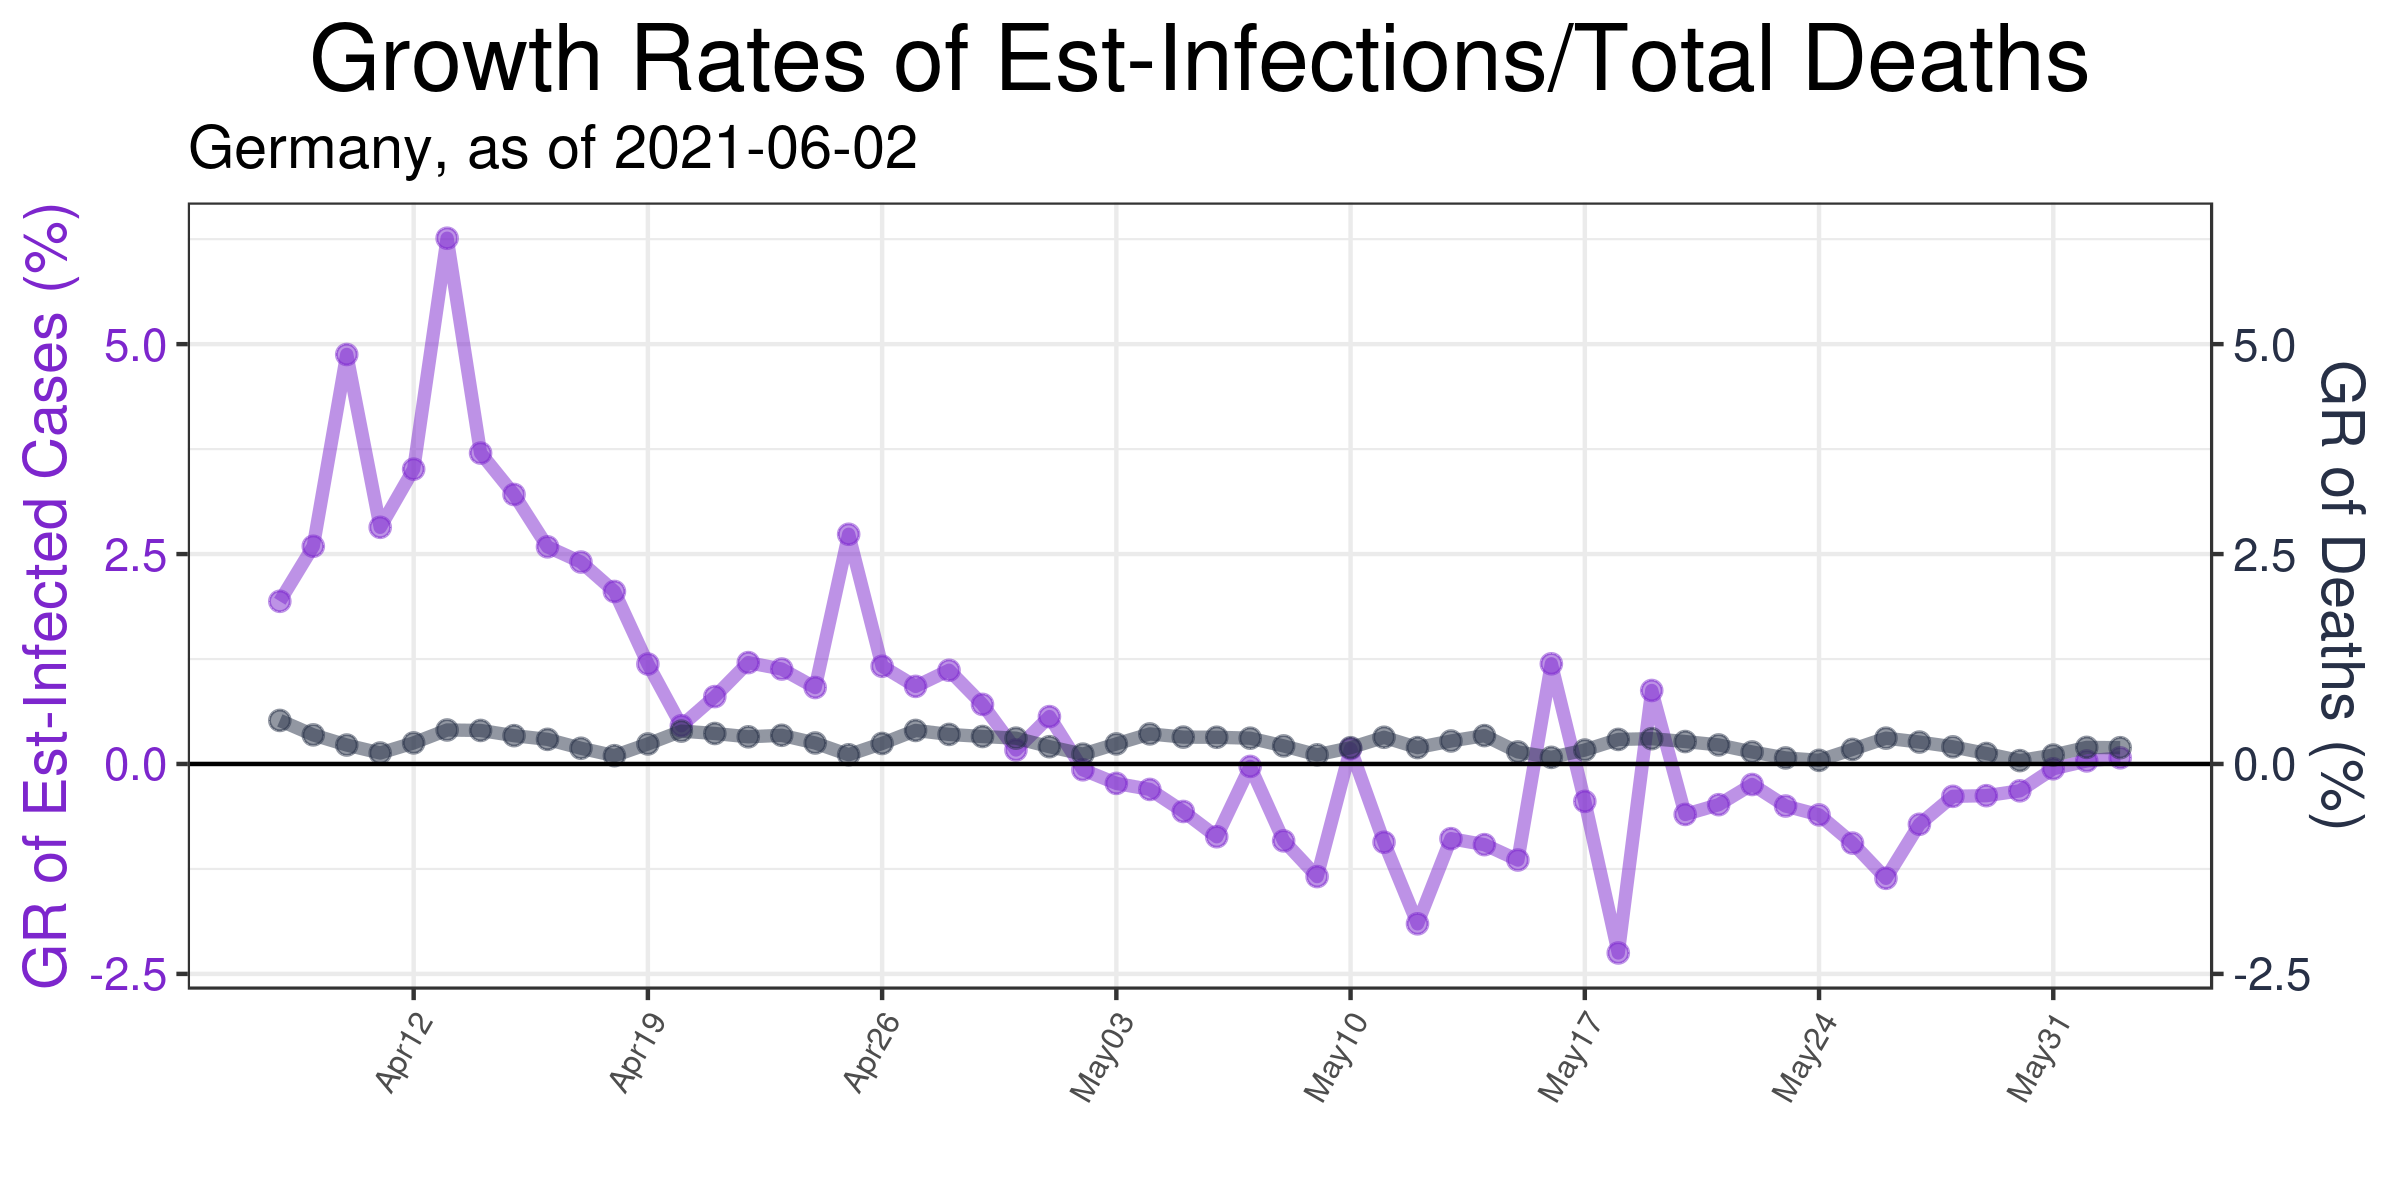 Growth Rates of Est-Infections/Total Deaths
Germany, as of 2021-06-02
GR of Est-Infected Cases (%)
5.0
2.5
0.0
-2.5
5.0
2.5
0.0
-2.5
GR of Deaths (%)
Apr12
Apr19
Apr26
May03
May10
May17
May24
May31